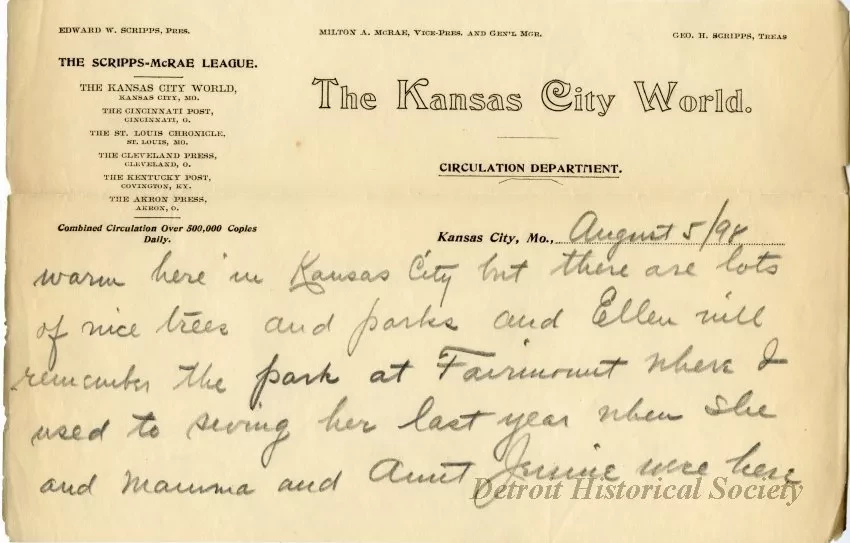 EDWARD W. SCRIPPS, PRES.
MILTON A. McRAE, VICE-PRES. AND GEN'L MGR.
GEO. H. SCRIPPS, TREAS
THE SCRIPPS-McRAE LEAGUE.
THE KANSAS CITY WORLD,
KANSAS CITY, MO.
THE CINCINNATI POST,
CINCINNATI, O.
THE ST. LOUIS CHRONICLE,
ST. LOUIS, MO.
THE CLEVELAND PRESS,
CLEVELAND, O.
THE KENTUCKY POST,
COVINGTON, KY.
THE AKRON PRESS,
AKRON, O.
Combined Circulation Over 500,000 Copies
Daily.
The Kansas City World.
CIRCULATION DEPARTMENT.
Kansas City, Mo., August 5/98
warm here in Kansas City but there are lots
of nice trees and parks and Ellen will
remember the park at Fairmount where I
used to swing her last year when she
and mamma and Aunt Jennie were here
Detroit Historical Society